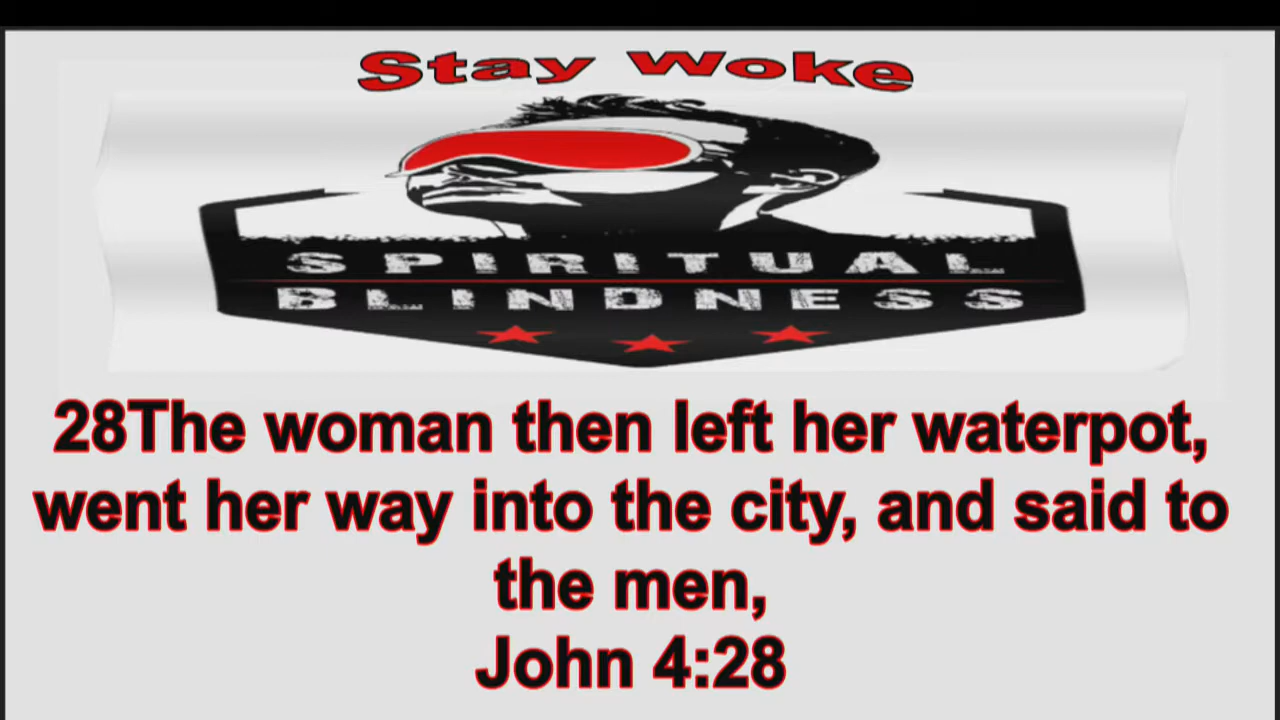 Stay Woke
SPIRITUAL
BLINDNESS
28The woman then left her waterpot,
went her way into the city, and said to
the men,
John 4:28